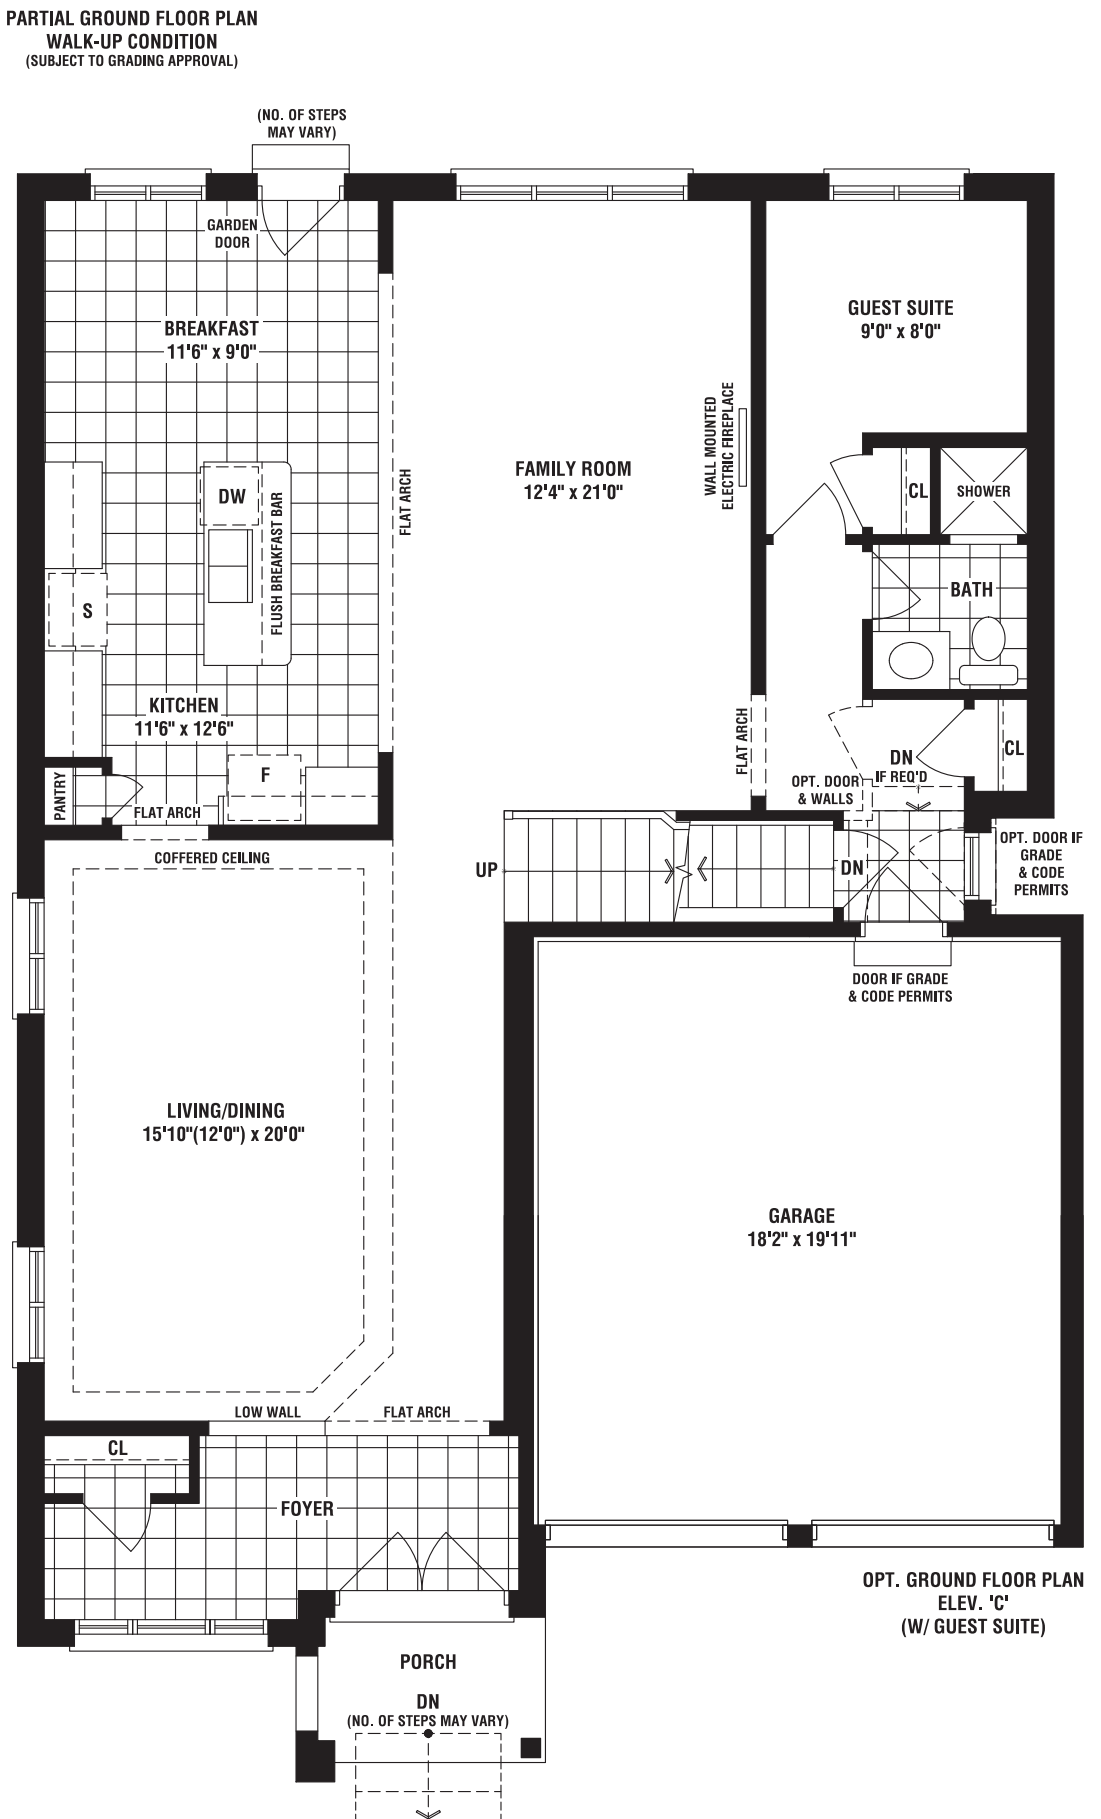 PARTIAL GROUND FLOOR PLAN
WALK-UP CONDITION
(SUBJECT TO GRADING APPROVAL)
(NO. OF STEPS
MAY VARY)
GARDEN
DOOR
BREAKFAST
11'6" x 9'0"
GUEST SUITE
9'0" x 8'0"
FAMILY ROOM
12'4" x 21'0"
WALL MOUNTED
ELECTRIC FIREPLACE
FLAT ARCH
DW
FLUSH BREAKFAST BAR
S
CL
SHOWER
BATH
KITCHEN
11'6" x 12'6"
F
PANTRY
FLAT ARCH
FLAT ARCH
DN
IF REQ'D
CL
OPT. DOOR
& WALLS
COFFERED CEILING
UP
DN
OPT. DOOR IF
GRADE
& CODE
PERMITS
DOOR IF GRADE
& CODE PERMITS
LIVING/DINING
15'10"(12'0") x 20'0"
GARAGE
18'2" x 19'11"
LOW WALL
FLAT ARCH
CL
FOYER
OPT. GROUND FLOOR PLAN
ELEV. 'C'
(W/ GUEST SUITE)
PORCH
DN
(NO. OF STEPS MAY VARY)